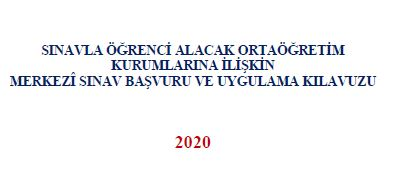 SINAVLA ÖĞRENCİ ALACAK ORTAÖĞRETİM
KURUMLARINA İLİŞKİN
MERKEZÎ SINAV BAŞVURU VE UYGULAMA KILAVUZU
2020